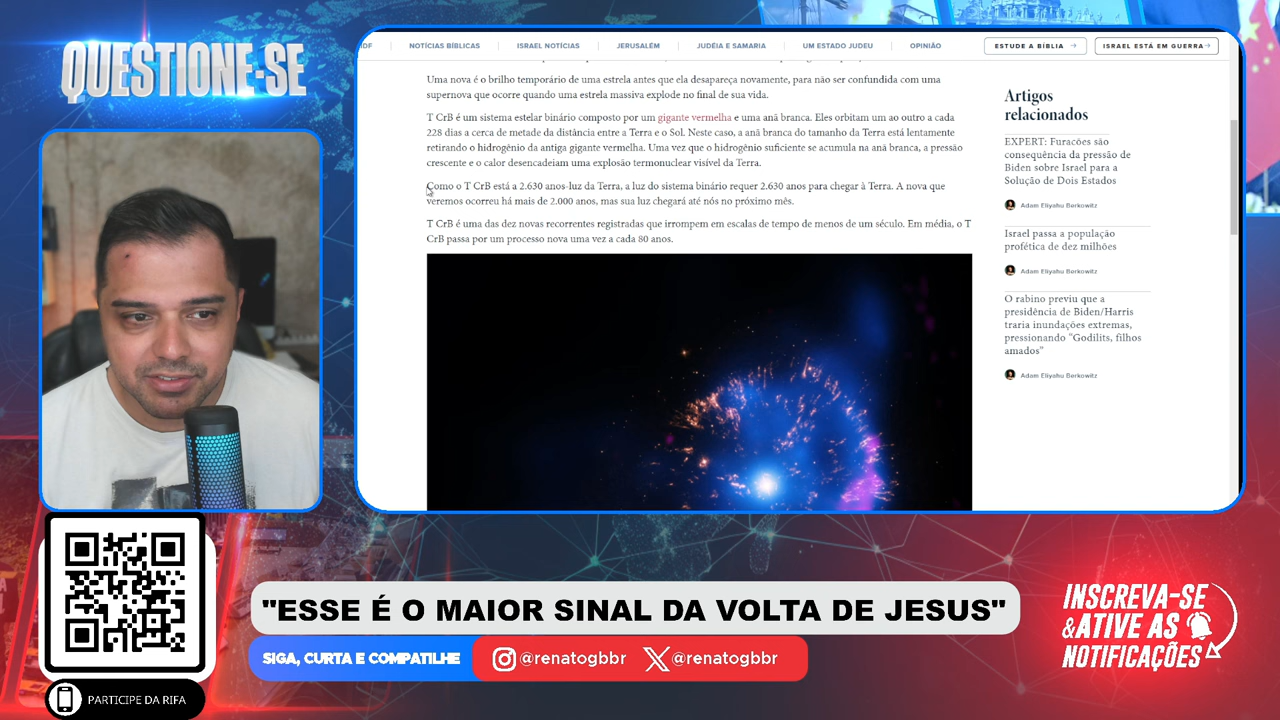 QUESTIONE-SE
IDF
NOTÍCIAS BÍBLICAS
ISRAEL NOTÍCIAS
JERUSALÉM
JUDÉIA E SAMARIA
UM ESTADO JUDEU
OPINIÃO
ESTUDE A BÍBLIA
ISRAEL ESTÁ EM GUERRA
Uma nova é o brilho temporário de uma estrela antes que ela desapareça novamente, para não ser confundida com uma
supernova que ocorre quando uma estrela massiva explode no final de sua vida.
T CrB é um sistema estelar binário composto por um gigante vermelha e uma anã branca. Eles orbitam um ao outro a cada
228 dias a cerca de metade da distância entre a Terra e o Sol. Neste caso, a anã branca do tamanho da Terra está lentamente
retirando o hidrogênio da antiga gigante vermelha. Uma vez que o hidrogênio suficiente se acumula na anã branca, a pressão
crescente e o calor desencadeiam uma explosão termonuclear visível da Terra.
Como o T CrB está a 2.630 anos-luz da Terra, a luz do sistema binário requer 2.630 anos para chegar à Terra. A nova que
veremos ocorreu há mais de 2.000 anos, mas sua luz chegará até nós no próximo mês.
T CrB é uma das dez novas recorrentes registradas que irrompem em escalas de tempo de menos de um século. Em média, o T
CrB passa por um processo nova uma vez a cada 80 anos.
Artigos
relacionados
EXPERT: Furacões são
consequência da pressão de
Biden sobre Israel para a
Solução de Dois Estados
Adam Eliyahu Berkowitz
Israel passa a população
profética de dez milhões
Adam Eliyahu Berkowitz
O rabino previu que a
presidência de Biden/Harris
traria inundações extremas,
pressionando "Godilits, filhos
amados"
Adam Eliyahu Berkowitz
"ESSE É O MAIOR SINAL DA VOLTA DE JESUS"
SIGA, CURTA E COMPATILHE
@renatogbbr
@renatogbbr
INSCREVA-SE
&ATIVE AS
NOTIFICAÇÕES
PARTICIPE DA RIFA